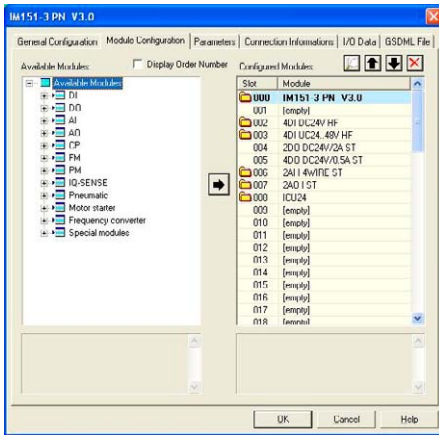 IM151-3 PN V3.0
General Configuration Module Configuration Parameters Connection Informations I/O Data GSDML File
Available Modules: Display Order Number Configured Modules:
Available Modules
DI
DO
AI
AO
CP
FM
PM
IQ-SENSE
Pneumatic
Motor starter
Frequency converter
Special modules
Slot Module
000 IM151-3 PN V3.0
001 [empty]
002 4DI DC24V HF
003 4DI UC24..48V HF
004 2DO DC24V/2A ST
005 4DO DC24V/0.5A ST
006 2AI I 4WIRE ST
007 2AO I ST
008 ICU24
009 [empty]
010 [empty]
011 [empty]
012 [empty]
013 [empty]
014 [empty]
015 [empty]
016 [empty]
017 [empty]
018 [empty]
OK Cancel Help